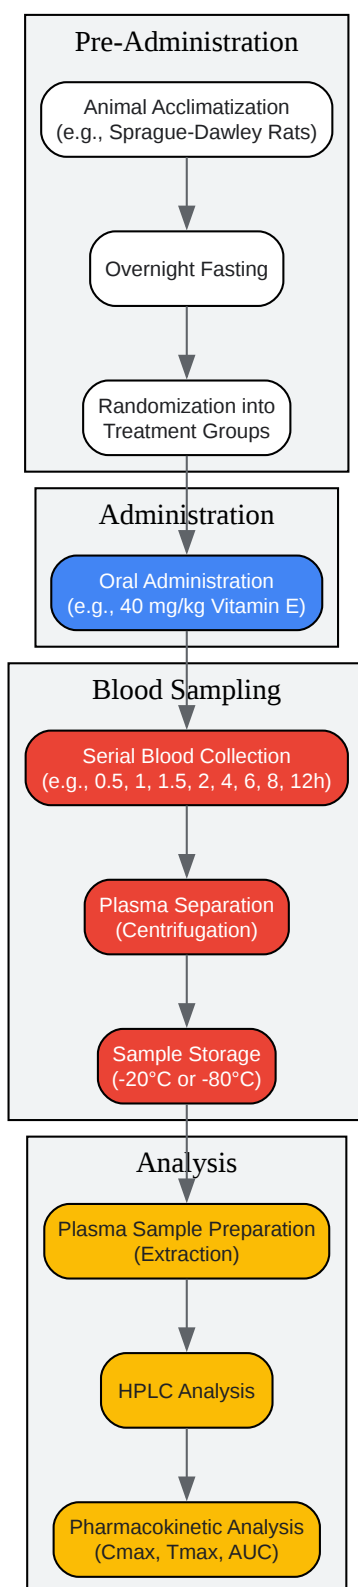 Pre-Administration
Animal Acclimatization
(e.g., Sprague-Dawley Rats)
Overnight Fasting
Randomization into
Treatment Groups
Administration
Oral Administration
(e.g., 40 mg/kg Vitamin E)
Blood Sampling
Serial Blood Collection
(e.g., 0.5, 1, 1.5, 2, 4, 6, 8, 12h)
Plasma Separation
(Centrifugation)
Sample Storage
(-20°C or -80°C)
Analysis
Plasma Sample Preparation
(Extraction)
HPLC Analysis
Pharmacokinetic Analysis
(Cmax, Tmax, AUC)